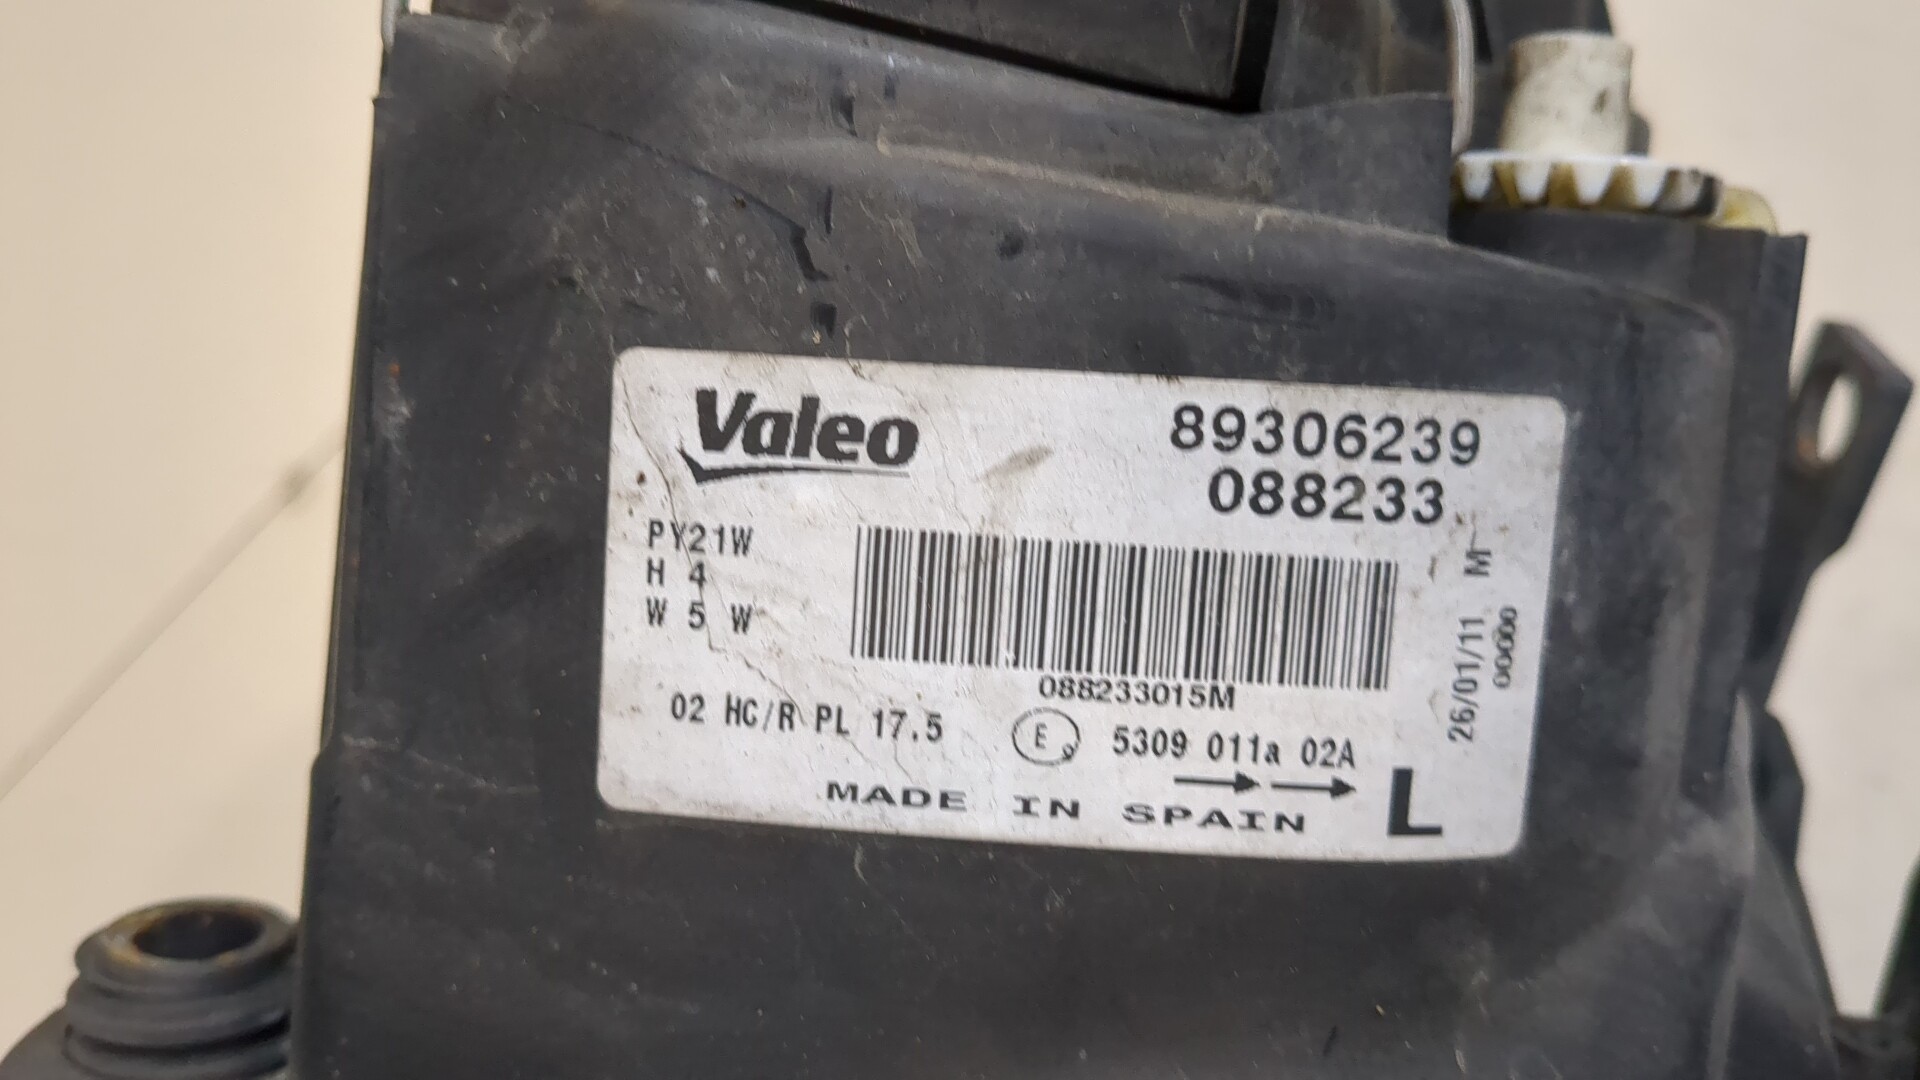 Valeo
89306239
088233
PY21W
H 4
W 5 W
088233015M
26/01/11 M
00000
02 HC/R PL 17.5
E9 5309 011a 02A
MADE IN SPAIN
L